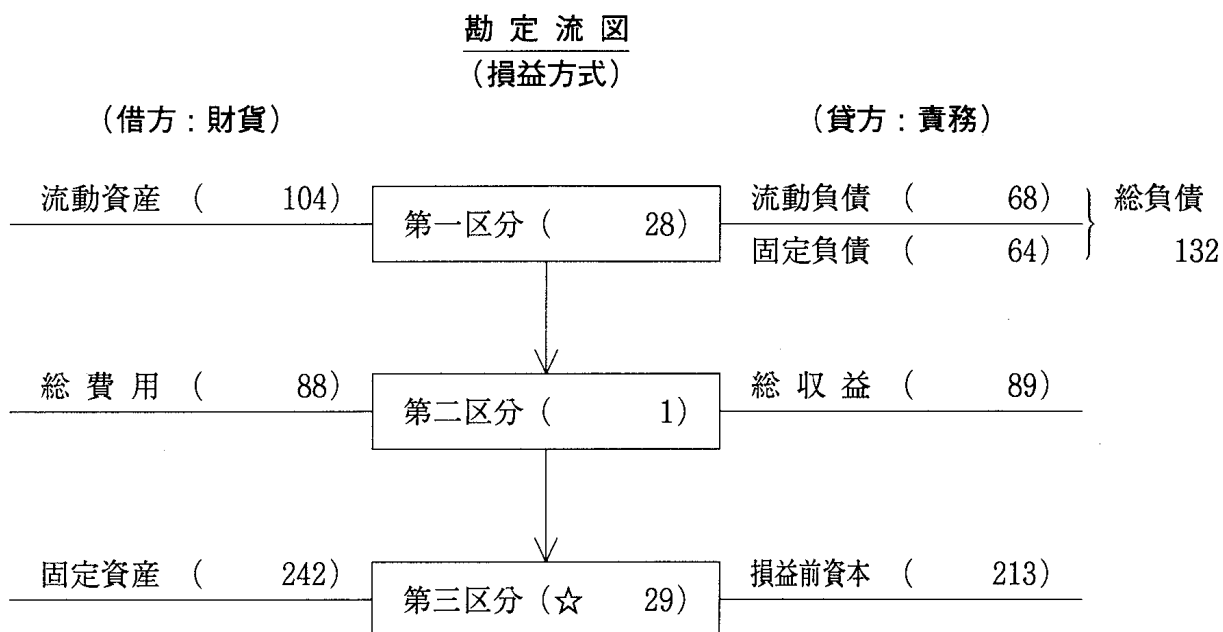 勘定流図
(損益方式)
(借方:財貨) (貸方:責務)
流動資産 ( 104) 第一区分 ( 28) 流動負債 ( 68) 総負債
固定負債 ( 64) 132
総費用 ( 88) 第二区分 ( 1) 総収益 ( 89)
固定資産 ( 242) 第三区分 (☆ 29) 損益前資本 ( 213)